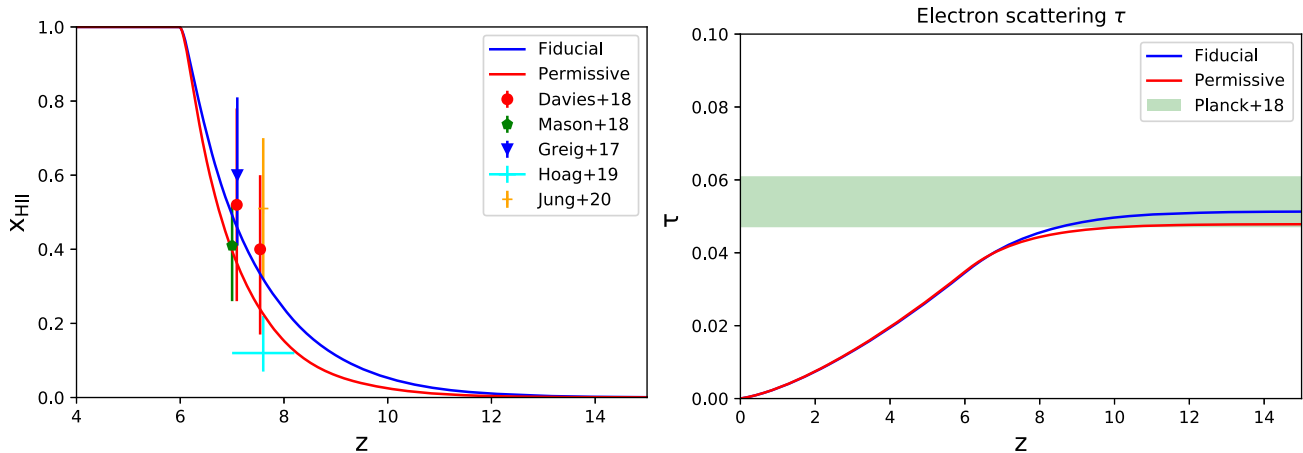 1.0
0.8
0.6
0.4
0.2
0.0
x_HII
4 6 8 10 12 14
z
Fiducial
Permissive
Davies+18
Mason+18
Greig+17
Hoag+19
Jung+20
Electron scattering τ
0.10
0.08
0.06
0.04
0.02
0.00
τ
0 2 4 6 8 10 12 14
z
Fiducial
Permissive
Planck+18